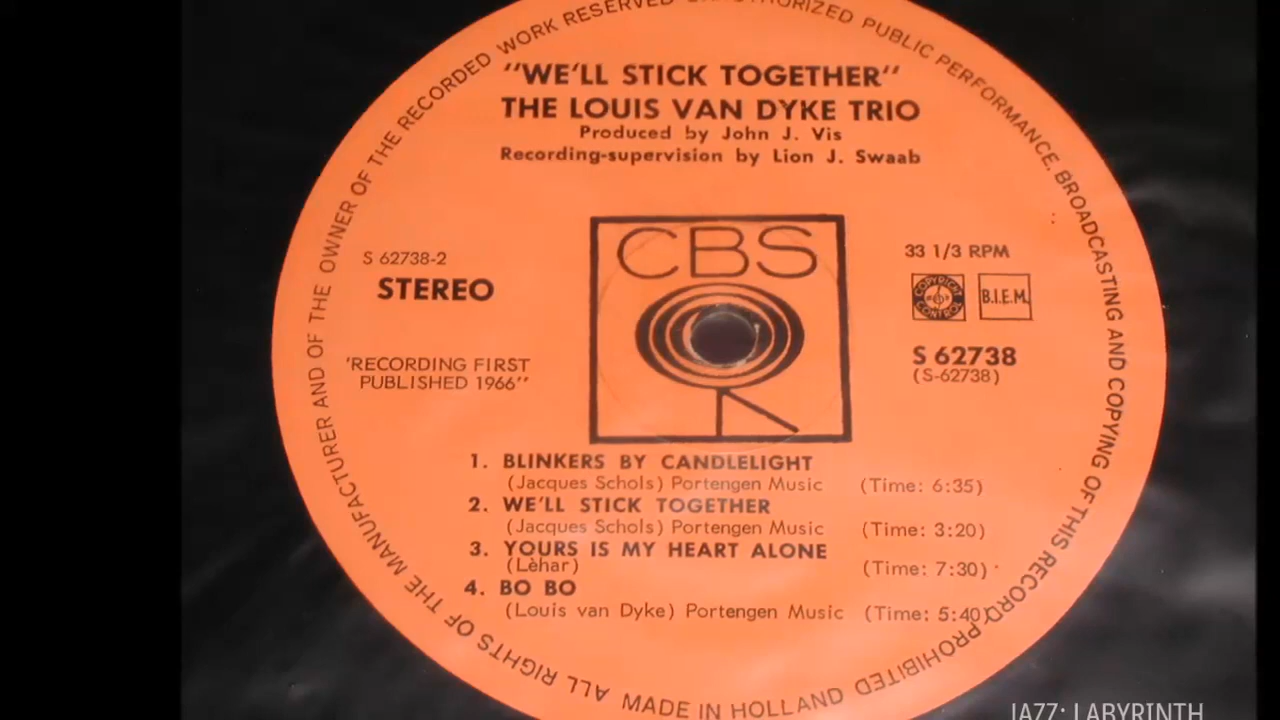 "WE'LL STICK TOGETHER"
THE LOUIS VAN DYKE TRIO
Produced by John J. Vis
Recording-supervision by Lion J. Swaab
CBS
S 62738-2
STEREO
'RECORDING FIRST
PUBLISHED 1966''
33 1/3 RPM
COPYRIGHT CONTROL
B.I.E.M.
S 62738
(S-62738)
1. BLINKERS BY CANDLELIGHT
(Jacques Schols) Portengen Music (Time: 6:35)
2. WE'LL STICK TOGETHER
(Jacques Schols) Portengen Music (Time: 3:20)
3. YOURS IS MY HEART ALONE
(Lèhar) (Time: 7:30)
4. BO BO
(Louis van Dyke) Portengen Music (Time: 5:40)
ALL RIGHTS OF THE MANUFACTURER AND OF THE OWNER OF THE RECORDED WORK RESERVED PUBLIC PERFORMANCE. BROADCASTING AND COPYING OF THIS RECORD PROHIBITED
MADE IN HOLLAND
JAZZ: LABYRINTH